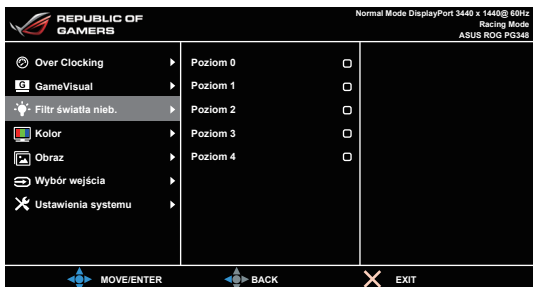 REPUBLIC OF
GAMERS
Normal Mode DisplayPort 3440 x 1440@ 60Hz
Racing Mode
ASUS ROG PG348
Over Clocking
G GameVisual
Filtr światła nieb.
Kolor
Obraz
Wybór wejścia
Ustawienia systemu
Poziom 0
Poziom 1
Poziom 2
Poziom 3
Poziom 4
MOVE/ENTER
BACK
EXIT